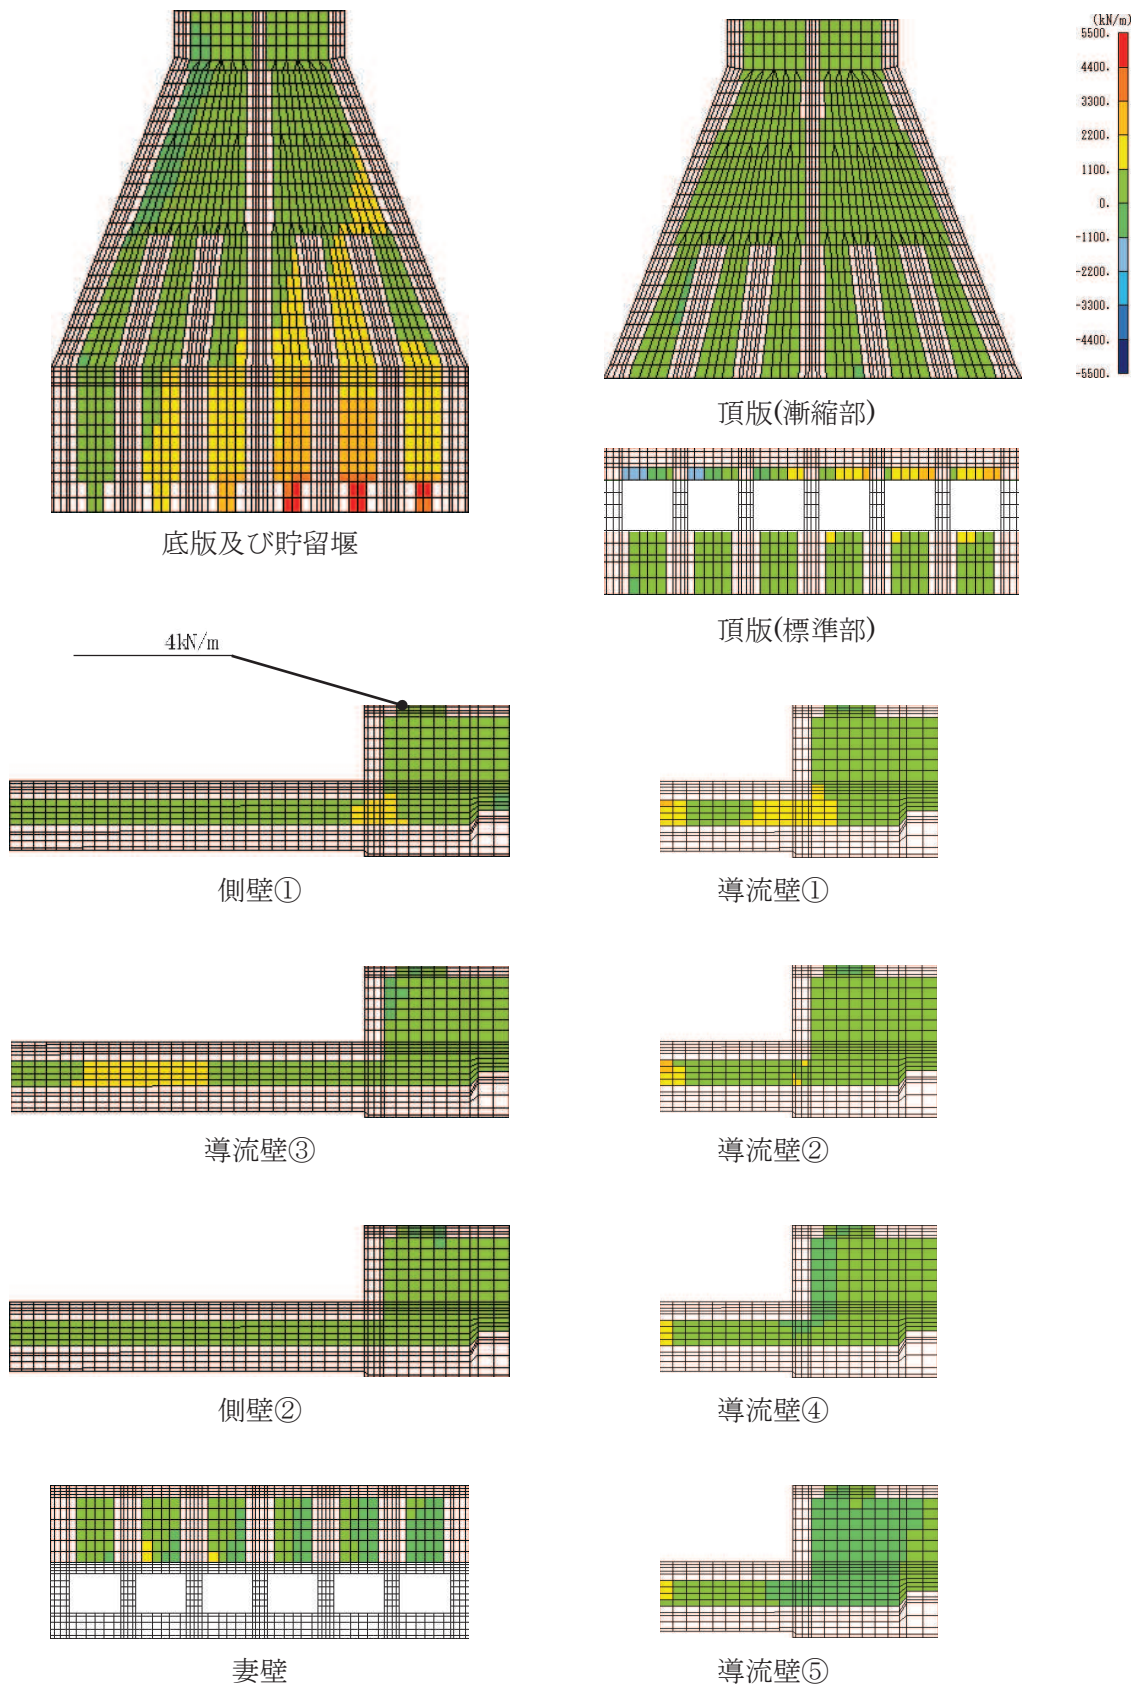 (kN/m)
5500.
4400.
3300.
2200.
1100.
0.
-1100.
-2200.
-3300.
-4400.
-5500.
頂版(漸縮部)
底版及び貯留堰
頂版(標準部)
4kN/m
側壁①
導流壁①
導流壁③
導流壁②
側壁②
導流壁④
妻壁
導流壁⑤